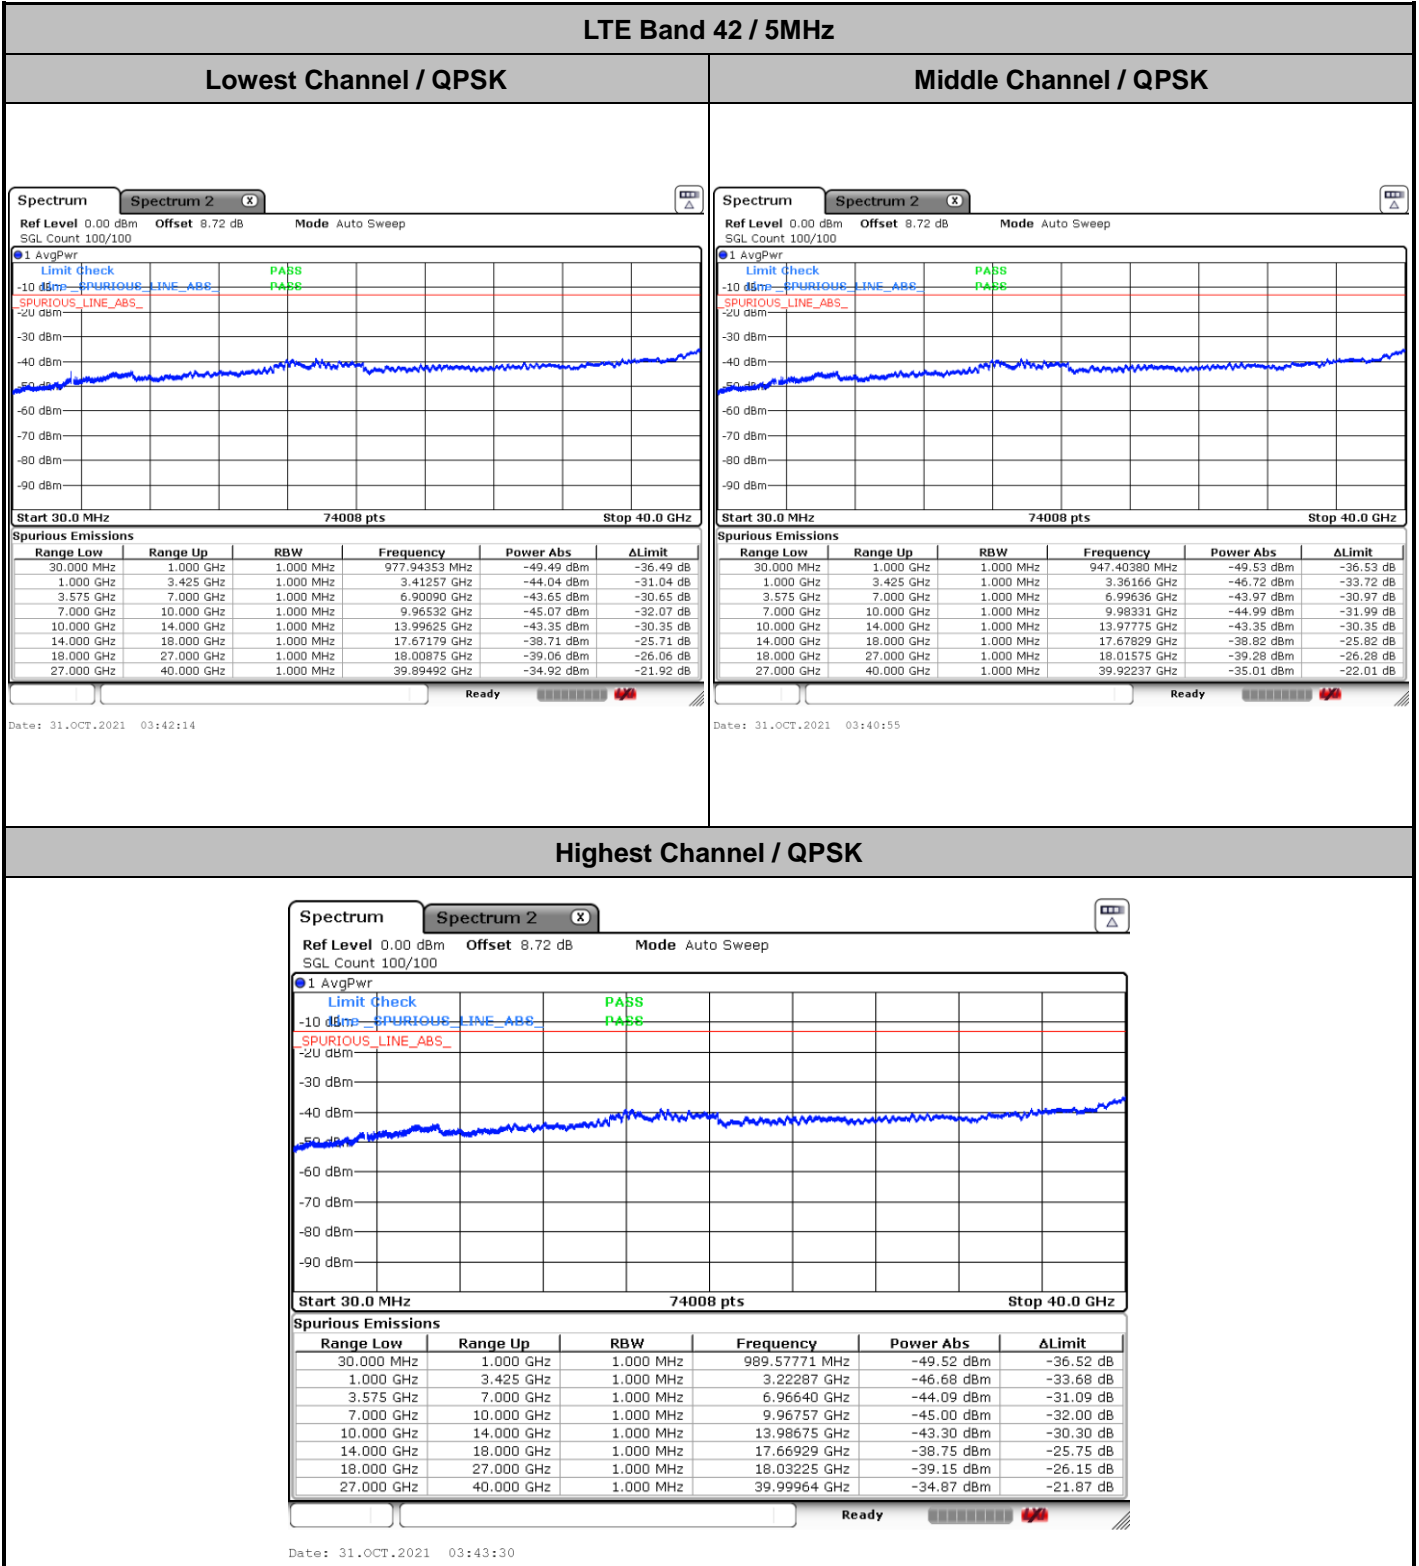 LTE Band 42 / 5MHz
Lowest Channel / QPSK
Middle Channel / QPSK
Spectrum Spectrum 2 X
Ref Level 0.00 dBm Offset 8.72 dB Mode Auto Sweep
SGL Count 100/100
1 AvgPwr
Limit Check PASS
-10 dBm Line _SPURIOUS_LINE_ABS_ PASS
_SPURIOUS_LINE_ABS_
-20 dBm
-30 dBm
-40 dBm
-50 dBm
-60 dBm
-70 dBm
-80 dBm
-90 dBm
Start 30.0 MHz 74008 pts Stop 40.0 GHz
Spurious Emissions
Range Low Range Up RBW Frequency Power Abs ΔLimit
30.000 MHz 1.000 GHz 1.000 MHz 977.94353 MHz -49.49 dBm -36.49 dB
1.000 GHz 3.425 GHz 1.000 MHz 3.41257 GHz -44.04 dBm -31.04 dB
3.575 GHz 7.000 GHz 1.000 MHz 6.90090 GHz -43.65 dBm -30.65 dB
7.000 GHz 10.000 GHz 1.000 MHz 9.96532 GHz -45.07 dBm -32.07 dB
10.000 GHz 14.000 GHz 1.000 MHz 13.99625 GHz -43.35 dBm -30.35 dB
14.000 GHz 18.000 GHz 1.000 MHz 17.67179 GHz -38.71 dBm -25.71 dB
18.000 GHz 27.000 GHz 1.000 MHz 18.00875 GHz -39.06 dBm -26.06 dB
27.000 GHz 40.000 GHz 1.000 MHz 39.89492 GHz -34.92 dBm -21.92 dB
Ready
Date: 31.OCT.2021 03:42:14
Spectrum Spectrum 2 X
Ref Level 0.00 dBm Offset 8.72 dB Mode Auto Sweep
SGL Count 100/100
1 AvgPwr
Limit Check PASS
-10 dBm Line _SPURIOUS_LINE_ABS_ PASS
_SPURIOUS_LINE_ABS_
-20 dBm
-30 dBm
-40 dBm
-50 dBm
-60 dBm
-70 dBm
-80 dBm
-90 dBm
Start 30.0 MHz 74008 pts Stop 40.0 GHz
Spurious Emissions
Range Low Range Up RBW Frequency Power Abs ΔLimit
30.000 MHz 1.000 GHz 1.000 MHz 947.40380 MHz -49.53 dBm -36.53 dB
1.000 GHz 3.425 GHz 1.000 MHz 3.36166 GHz -46.72 dBm -33.72 dB
3.575 GHz 7.000 GHz 1.000 MHz 6.99636 GHz -43.97 dBm -30.97 dB
7.000 GHz 10.000 GHz 1.000 MHz 9.98331 GHz -44.99 dBm -31.99 dB
10.000 GHz 14.000 GHz 1.000 MHz 13.97775 GHz -43.35 dBm -30.35 dB
14.000 GHz 18.000 GHz 1.000 MHz 17.67829 GHz -38.82 dBm -25.82 dB
18.000 GHz 27.000 GHz 1.000 MHz 18.01575 GHz -39.28 dBm -26.28 dB
27.000 GHz 40.000 GHz 1.000 MHz 39.92237 GHz -35.01 dBm -22.01 dB
Ready
Date: 31.OCT.2021 03:40:55
Highest Channel / QPSK
Spectrum Spectrum 2 X
Ref Level 0.00 dBm Offset 8.72 dB Mode Auto Sweep
SGL Count 100/100
1 AvgPwr
Limit Check PASS
-10 dBm Line _SPURIOUS_LINE_ABS_ PASS
_SPURIOUS_LINE_ABS_
-20 dBm
-30 dBm
-40 dBm
-50 dBm
-60 dBm
-70 dBm
-80 dBm
-90 dBm
Start 30.0 MHz 74008 pts Stop 40.0 GHz
Spurious Emissions
Range Low Range Up RBW Frequency Power Abs ΔLimit
30.000 MHz 1.000 GHz 1.000 MHz 989.57771 MHz -49.52 dBm -36.52 dB
1.000 GHz 3.425 GHz 1.000 MHz 3.22287 GHz -46.68 dBm -33.68 dB
3.575 GHz 7.000 GHz 1.000 MHz 6.96640 GHz -44.09 dBm -31.09 dB
7.000 GHz 10.000 GHz 1.000 MHz 9.96757 GHz -45.00 dBm -32.00 dB
10.000 GHz 14.000 GHz 1.000 MHz 13.98675 GHz -43.30 dBm -30.30 dB
14.000 GHz 18.000 GHz 1.000 MHz 17.66929 GHz -38.75 dBm -25.75 dB
18.000 GHz 27.000 GHz 1.000 MHz 18.03225 GHz -39.15 dBm -26.15 dB
27.000 GHz 40.000 GHz 1.000 MHz 39.99964 GHz -34.87 dBm -21.87 dB
Ready
Date: 31.OCT.2021 03:43:30